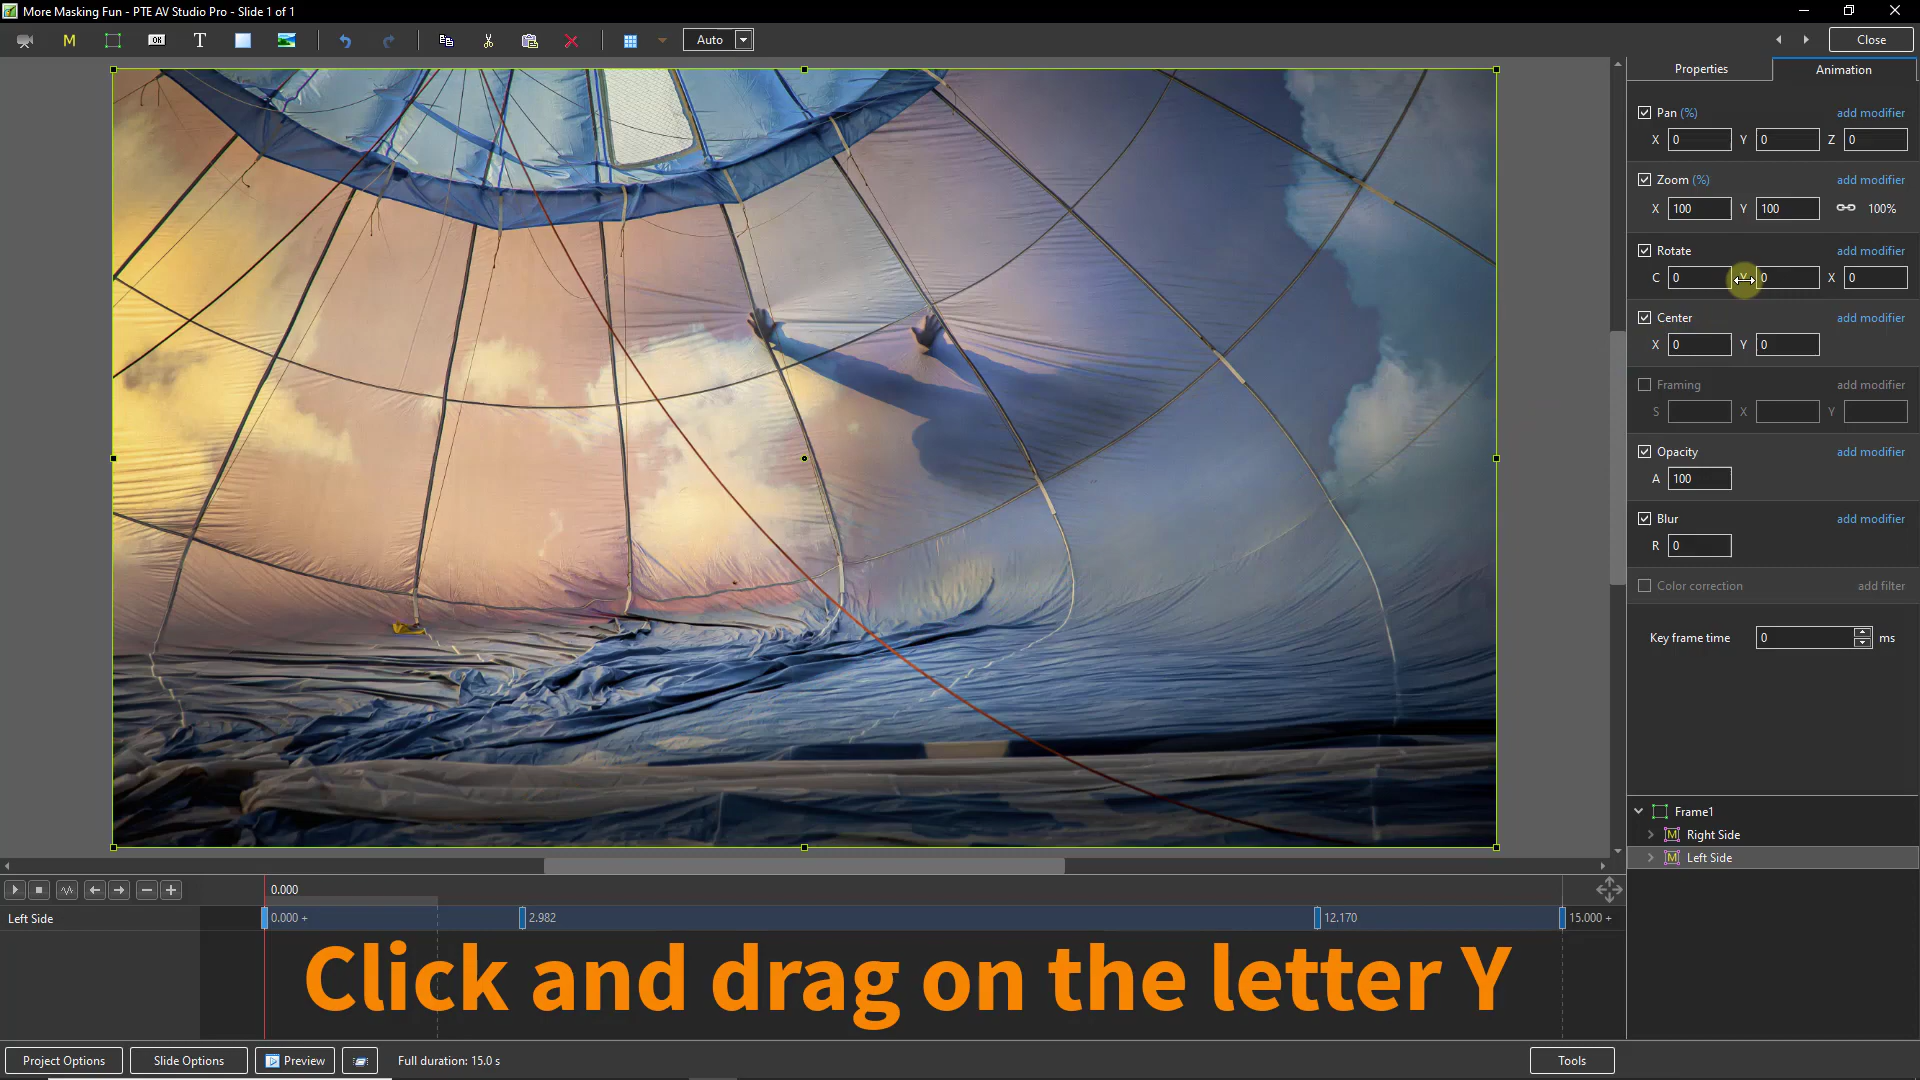 More Masking Fun - PTE AV Studio Pro - Slide 1 of 1
M OK T Auto Close
Properties Animation
Pan (%) add modifier
X 0 Y 0 Z 0
Zoom (%) add modifier
X 100 Y 100 100%
Rotate add modifier
C 0 Y 0 X 0
Center add modifier
X 0 Y 0
Framing add modifier
S X Y
Opacity add modifier
A 100
Blur add modifier
R 0
Color correction add filter
Key frame time 0 ms
Frame1
M Right Side
M Left Side
0.000
Left Side 0.000 + 2.982 12.170 15.000 +
Click and drag on the letter Y
Project Options Slide Options Preview Full duration: 15.0 s Tools